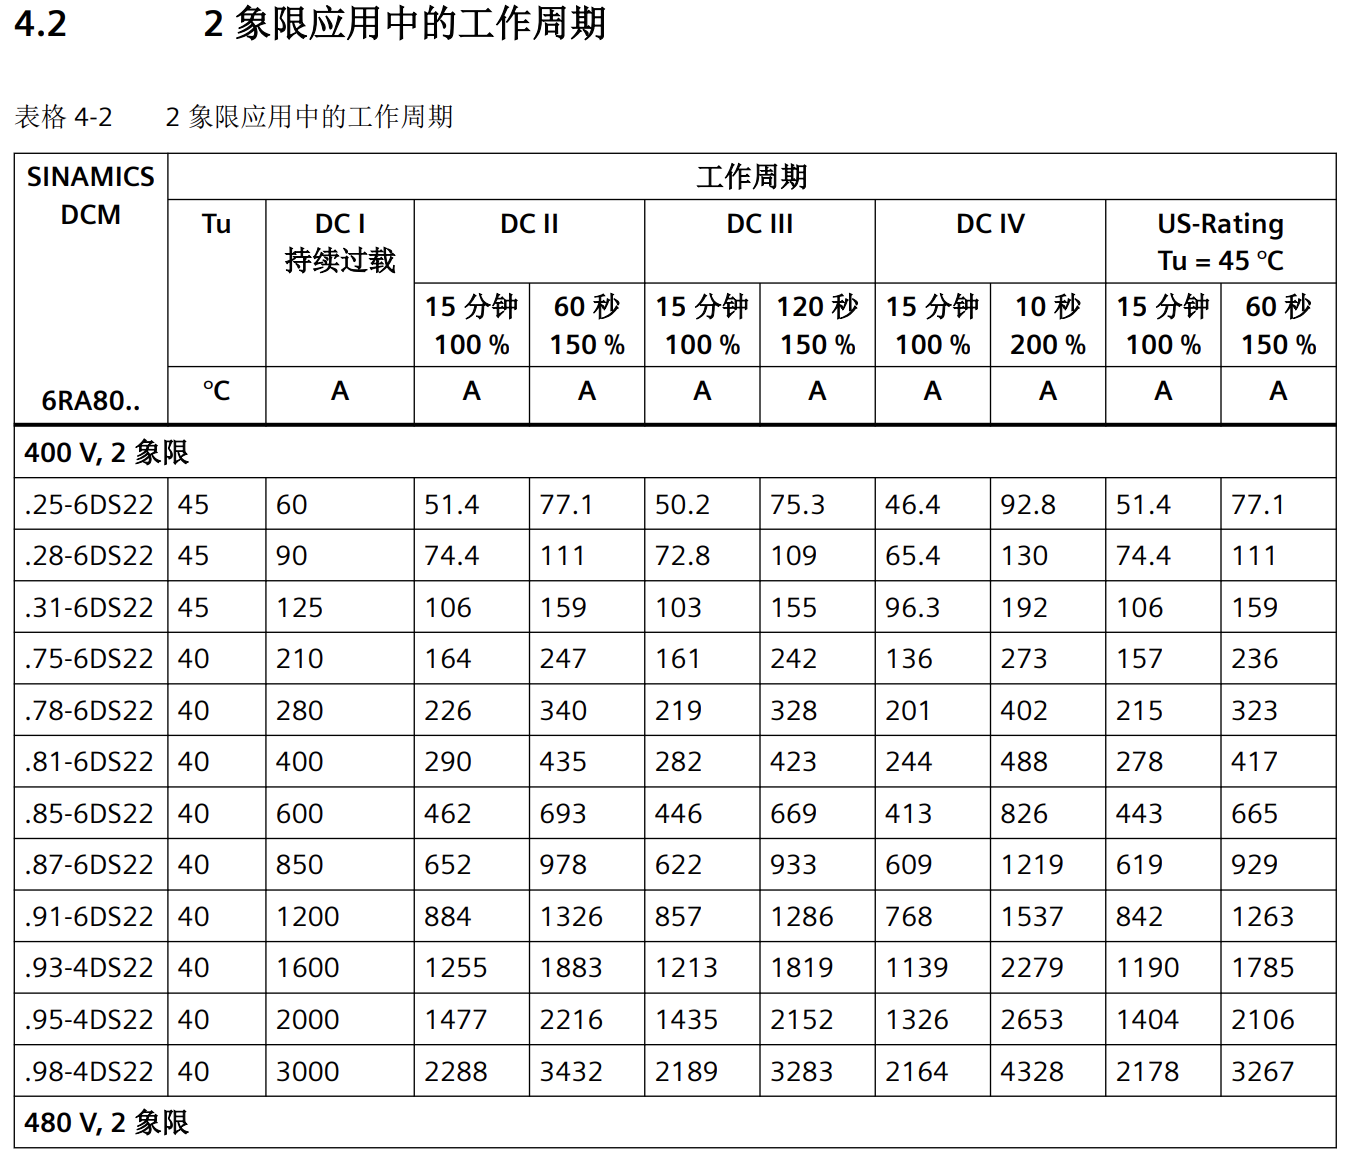 4.2 2 象限应用中的工作周期
表格 4-2 2 象限应用中的工作周期
SINAMICS DCM 6RA80.. 工作周期
Tu DC I 持续过载 DC II DC III DC IV US-Rating Tu = 45 °C
15 分钟 100 % 60 秒 150 % 15 分钟 100 % 120 秒 150 % 15 分钟 100 % 10 秒 200 % 15 分钟 100 % 60 秒 150 %
°C A A A A A A A A A
400 V, 2 象限
.25-6DS22 45 60 51.4 77.1 50.2 75.3 46.4 92.8 51.4 77.1
.28-6DS22 45 90 74.4 111 72.8 109 65.4 130 74.4 111
.31-6DS22 45 125 106 159 103 155 96.3 192 106 159
.75-6DS22 40 210 164 247 161 242 136 273 157 236
.78-6DS22 40 280 226 340 219 328 201 402 215 323
.81-6DS22 40 400 290 435 282 423 244 488 278 417
.85-6DS22 40 600 462 693 446 669 413 826 443 665
.87-6DS22 40 850 652 978 622 933 609 1219 619 929
.91-6DS22 40 1200 884 1326 857 1286 768 1537 842 1263
.93-4DS22 40 1600 1255 1883 1213 1819 1139 2279 1190 1785
.95-4DS22 40 2000 1477 2216 1435 2152 1326 2653 1404 2106
.98-4DS22 40 3000 2288 3432 2189 3283 2164 4328 2178 3267
480 V, 2 象限